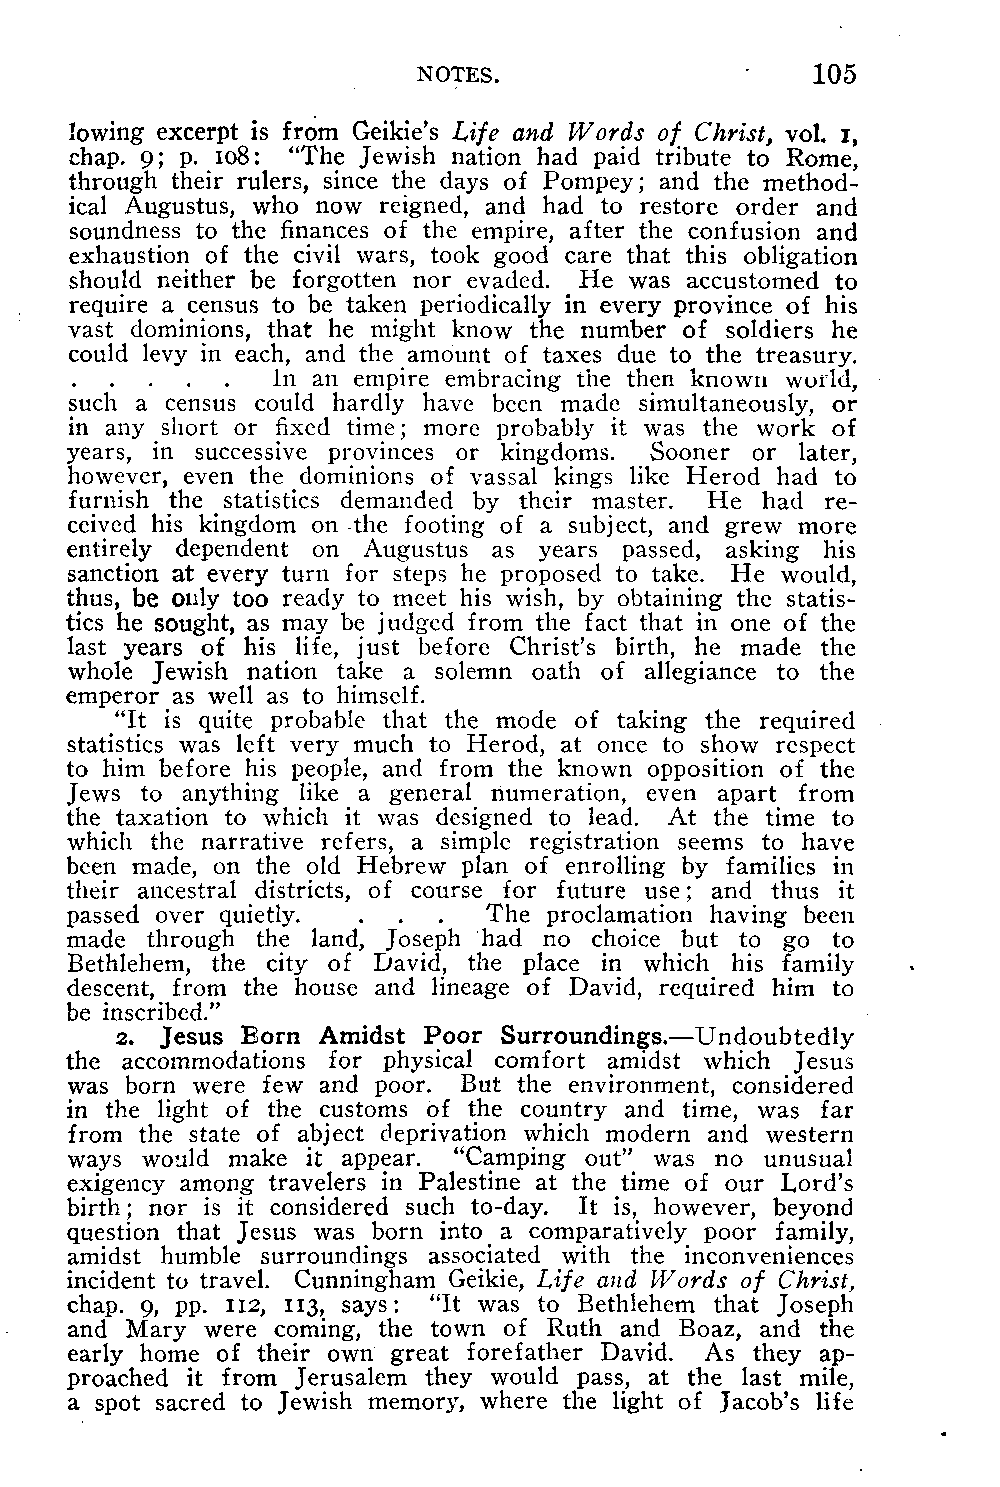 NOTES. 105
lowing excerpt is from Geikie's Life and Words of Christ, vol. 1,
chap. 9; p. 108: "The Jewish nation had paid tribute to Rome,
through their rulers, since the days of Pompey; and the method-
ical Augustus, who now reigned, and had to restore order and
soundness to the finances of the empire, after the confusion and
exhaustion of the civil wars, took good care that this obligation
should neither be forgotten nor evaded. He was accustomed to
require a census to be taken periodically in every province of his
vast dominions, that he might know the number of soldiers he
could levy in each, and the amount of taxes due to the treasury.
. . . . . In an empire embracing the then known world,
such a census could hardly have been made simultaneously, or
in any short or fixed time; more probably it was the work of
years, in successive provinces or kingdoms. Sooner or later,
however, even the dominions of vassal kings like Herod had to
furnish the statistics demanded by their master. He had re-
ceived his kingdom on the footing of a subject, and grew more
entirely dependent on Augustus as years passed, asking his
sanction at every turn for steps he proposed to take. He would,
thus, be only too ready to meet his wish, by obtaining the statis-
tics he sought, as may be judged from the fact that in one of the
last years of his life, just before Christ's birth, he made the
whole Jewish nation take a solemn oath of allegiance to the
emperor as well as to himself.
"It is quite probable that the mode of taking the required
statistics was left very much to Herod, at once to show respect
to him before his people, and from the known opposition of the
Jews to anything like a general numeration, even apart from
the taxation to which it was designed to lead. At the time to
which the narrative refers, a simple registration seems to have
been made, on the old Hebrew plan of enrolling by families in
their ancestral districts, of course for future use; and thus it
passed over quietly. . . . The proclamation having been
made through the land, Joseph had no choice but to go to
Bethlehem, the city of David, the place in which his family
descent, from the house and lineage of David, required him to
be inscribed."
2. Jesus Born Amidst Poor Surroundings.—Undoubtedly
the accommodations for physical comfort amidst which Jesus
was born were few and poor. But the environment, considered
in the light of the customs of the country and time, was far
from the state of abject deprivation which modern and western
ways would make it appear. "Camping out" was no unusual
exigency among travelers in Palestine at the time of our Lord's
birth; nor is it considered such to-day. It is, however, beyond
question that Jesus was born into a comparatively poor family,
amidst humble surroundings associated with the inconveniences
incident to travel. Cunningham Geikie, Life and Words of Christ,
chap. 9, pp. 112, 113, says: "It was to Bethlehem that Joseph
and Mary were coming, the town of Ruth and Boaz, and the
early home of their own great forefather David. As they ap-
proached it from Jerusalem they would pass, at the last mile,
a spot sacred to Jewish memory, where the light of Jacob's life